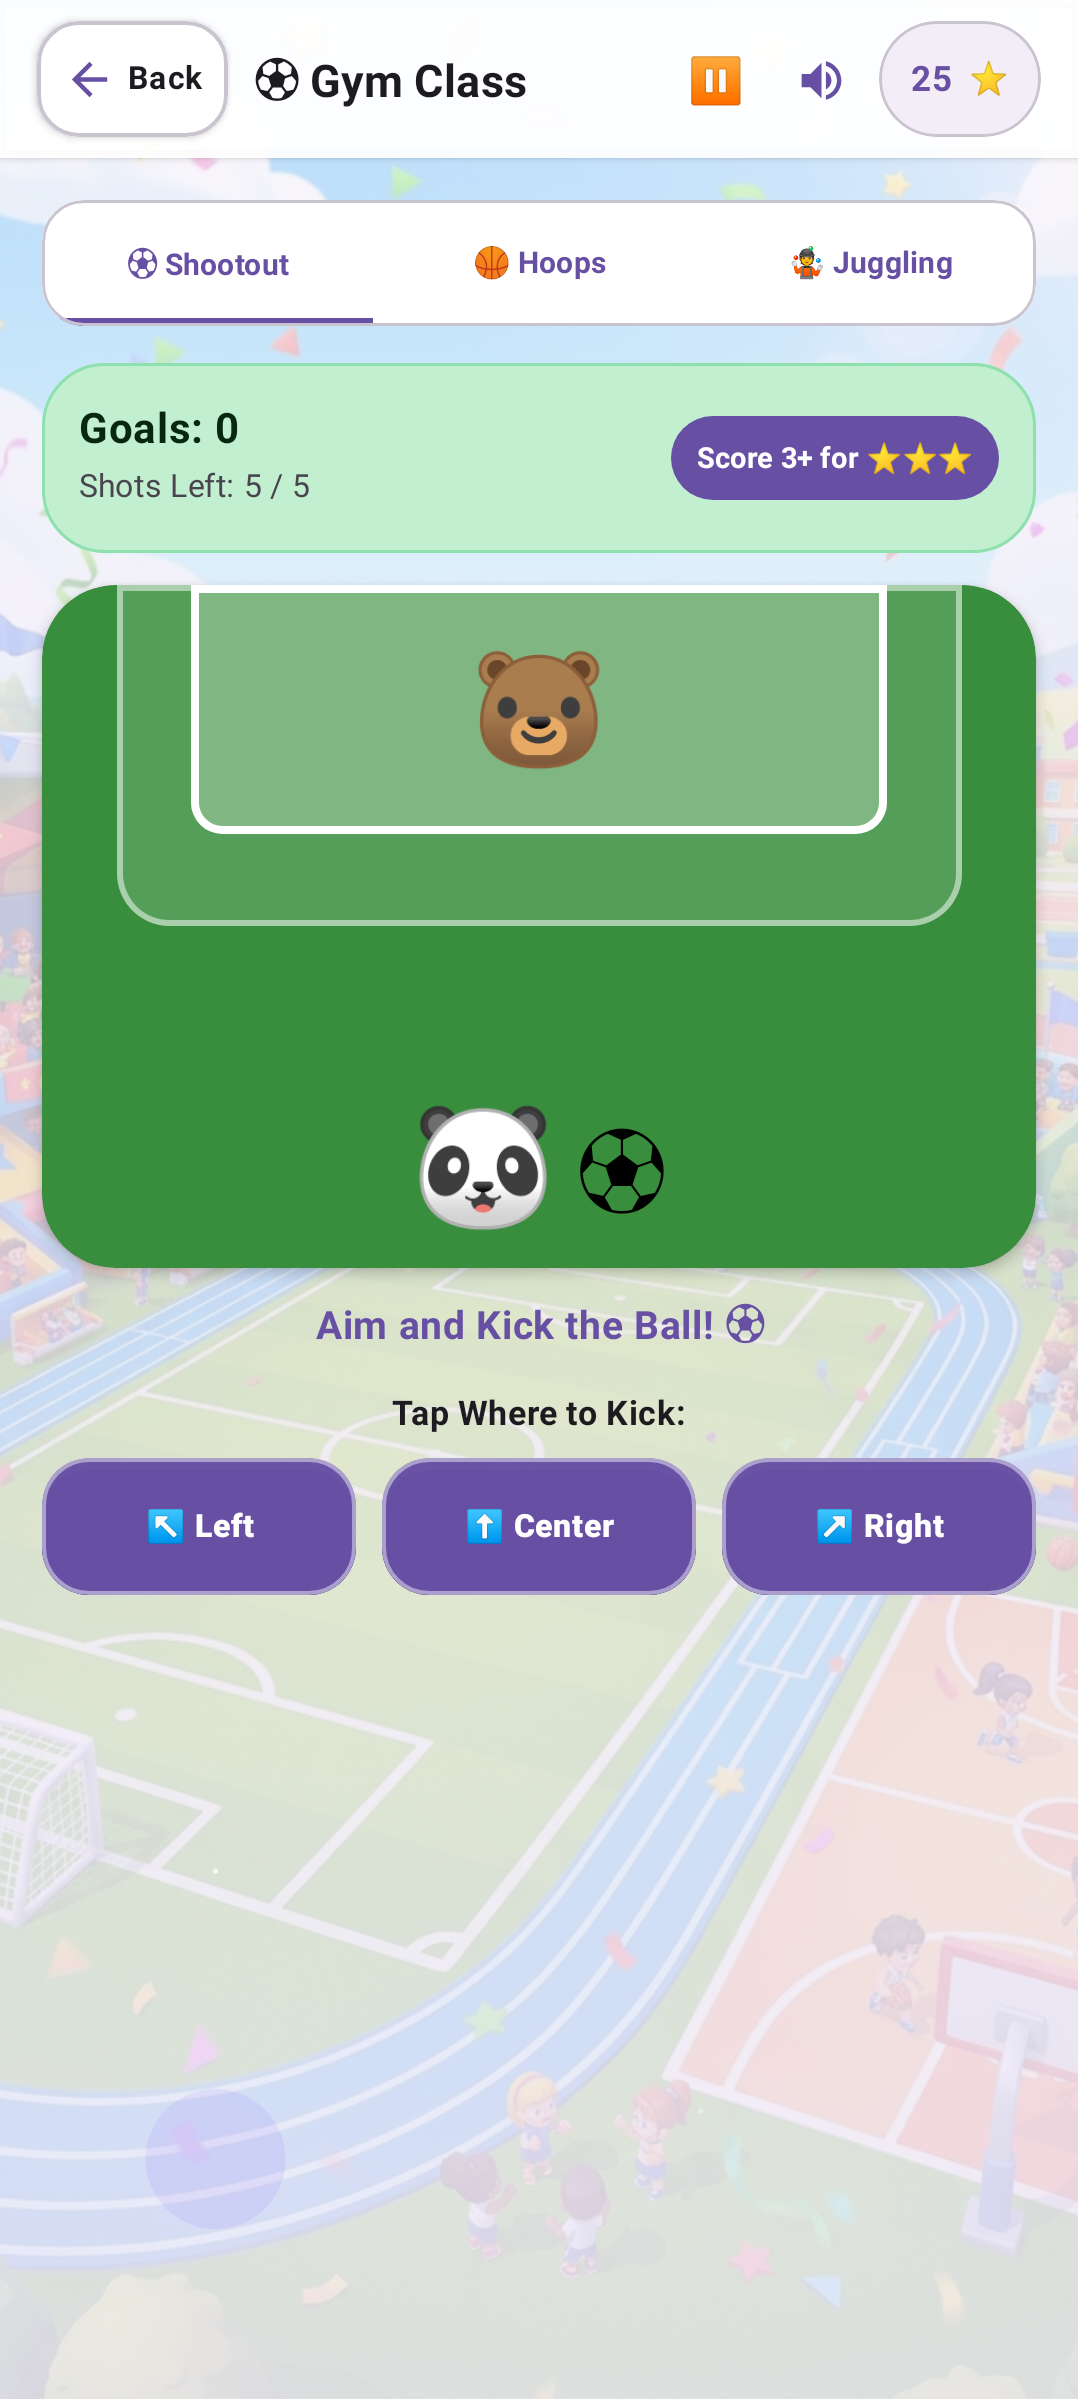 Back
⚽ Gym Class
25 ⭐
⚽ Shootout
🏀 Hoops
🤹 Juggling
Goals: 0
Shots Left: 5 / 5
Score 3+ for ⭐⭐⭐
Aim and Kick the Ball! ⚽
Tap Where to Kick:
↖️ Left
⬆️ Center
↗️ Right